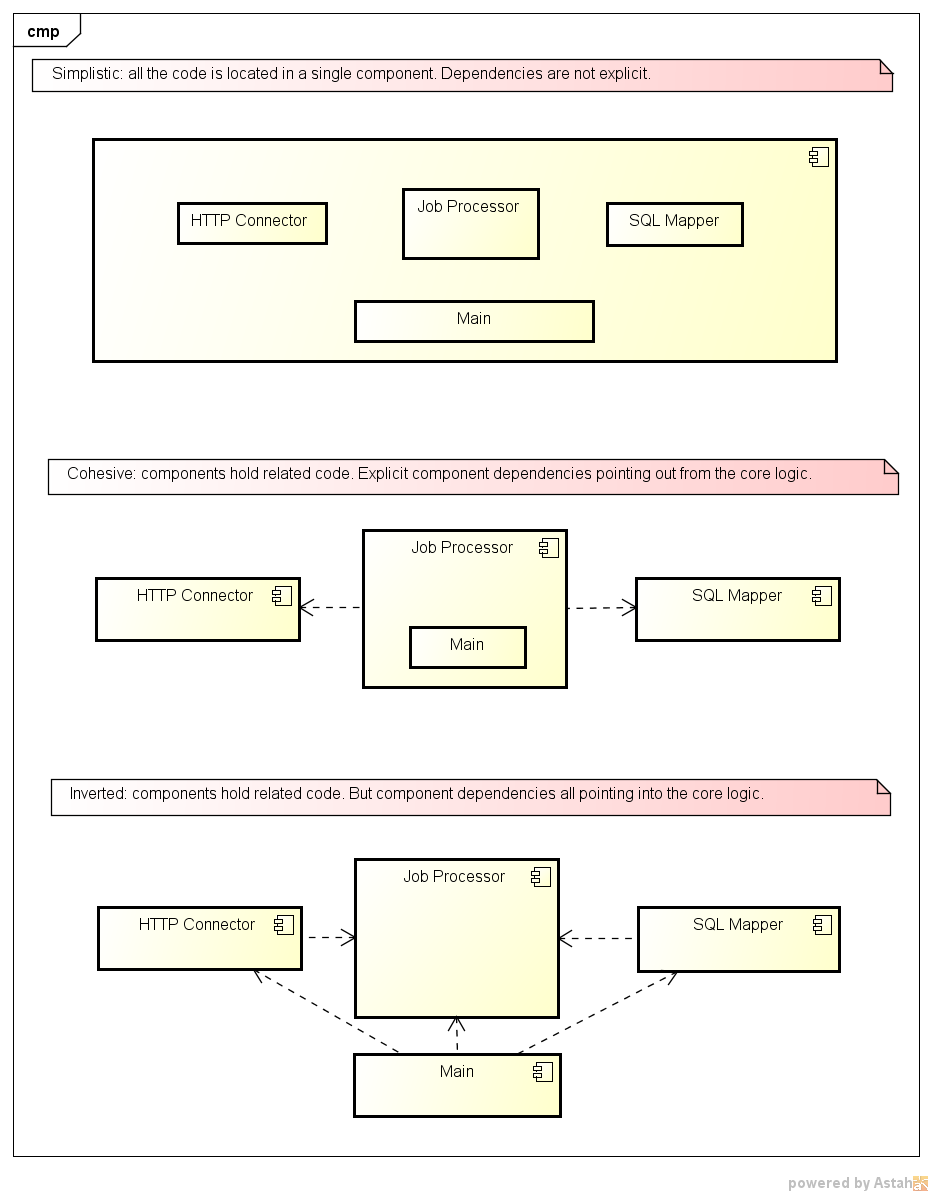 cmp
Simplistic: all the code is located in a single component. Dependencies are not explicit.
HTTP Connector
Job Processor
SQL Mapper
Main
Cohesive: components hold related code. Explicit component dependencies pointing out from the core logic.
Job Processor
HTTP Connector
SQL Mapper
Main
Inverted: components hold related code. But component dependencies all pointing into the core logic.
Job Processor
HTTP Connector
SQL Mapper
Main
powered by Astah